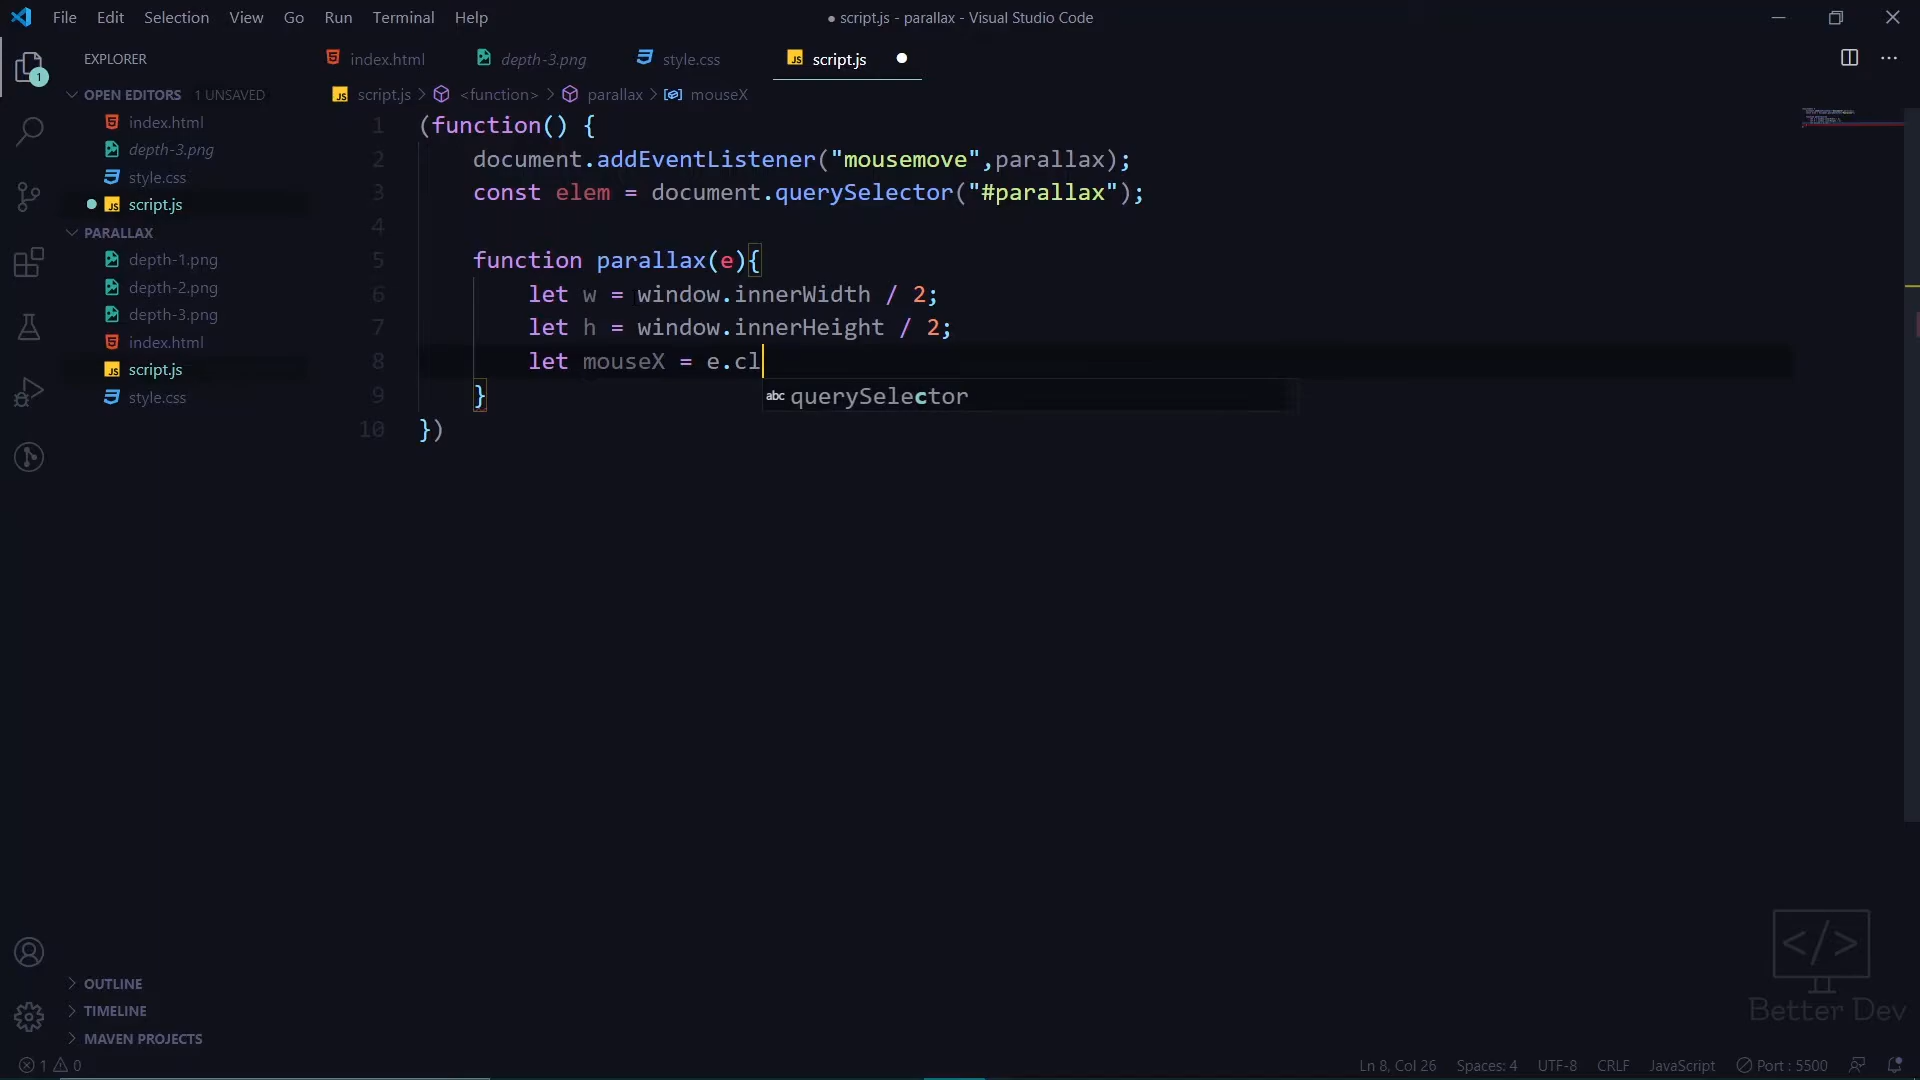 File Edit Selection View Go Run Terminal Help
● script.js - parallax - Visual Studio Code
EXPLORER
1
OPEN EDITORS 1 UNSAVED
index.html
depth-3.png
style.css
script.js
PARALLAX
depth-1.png
depth-2.png
depth-3.png
index.html
script.js
style.css
OUTLINE
TIMELINE
MAVEN PROJECTS
index.html depth-3.png style.css JS script.js
JS script.js > <function> > parallax > mouseX
1 (function() {
2 document.addEventListener("mousemove",parallax);
3 const elem = document.querySelector("#parallax");
4
5 function parallax(e){
6 let w = window.innerWidth / 2;
7 let h = window.innerHeight / 2;
8 let mouseX = e.cl
abc querySelector
9 }
10 })
</>
Better Dev
1 0
Ln 8, Col 26 Spaces: 4 UTF-8 CRLF JavaScript Port : 5500